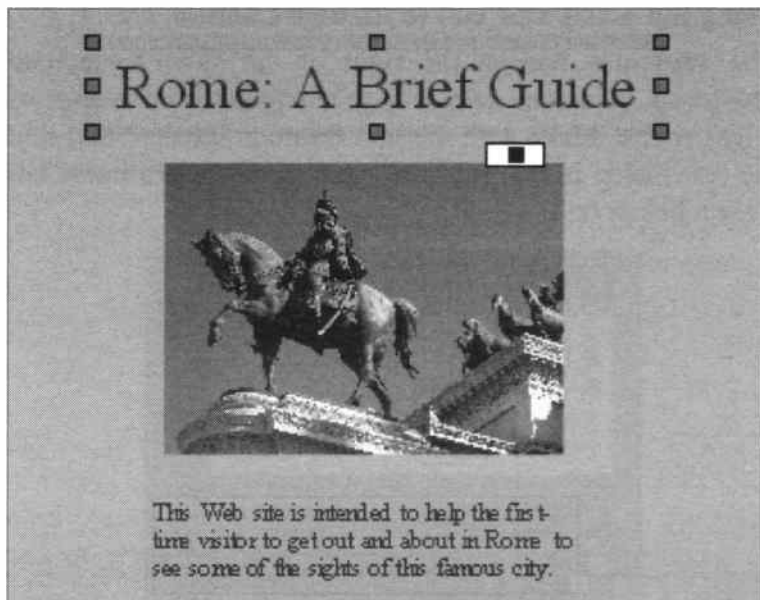 Rome: A Brief Guide
This Web site is intended to help the first-
time visitor to get out and about in Rome to
see some of the sights of this famous city.